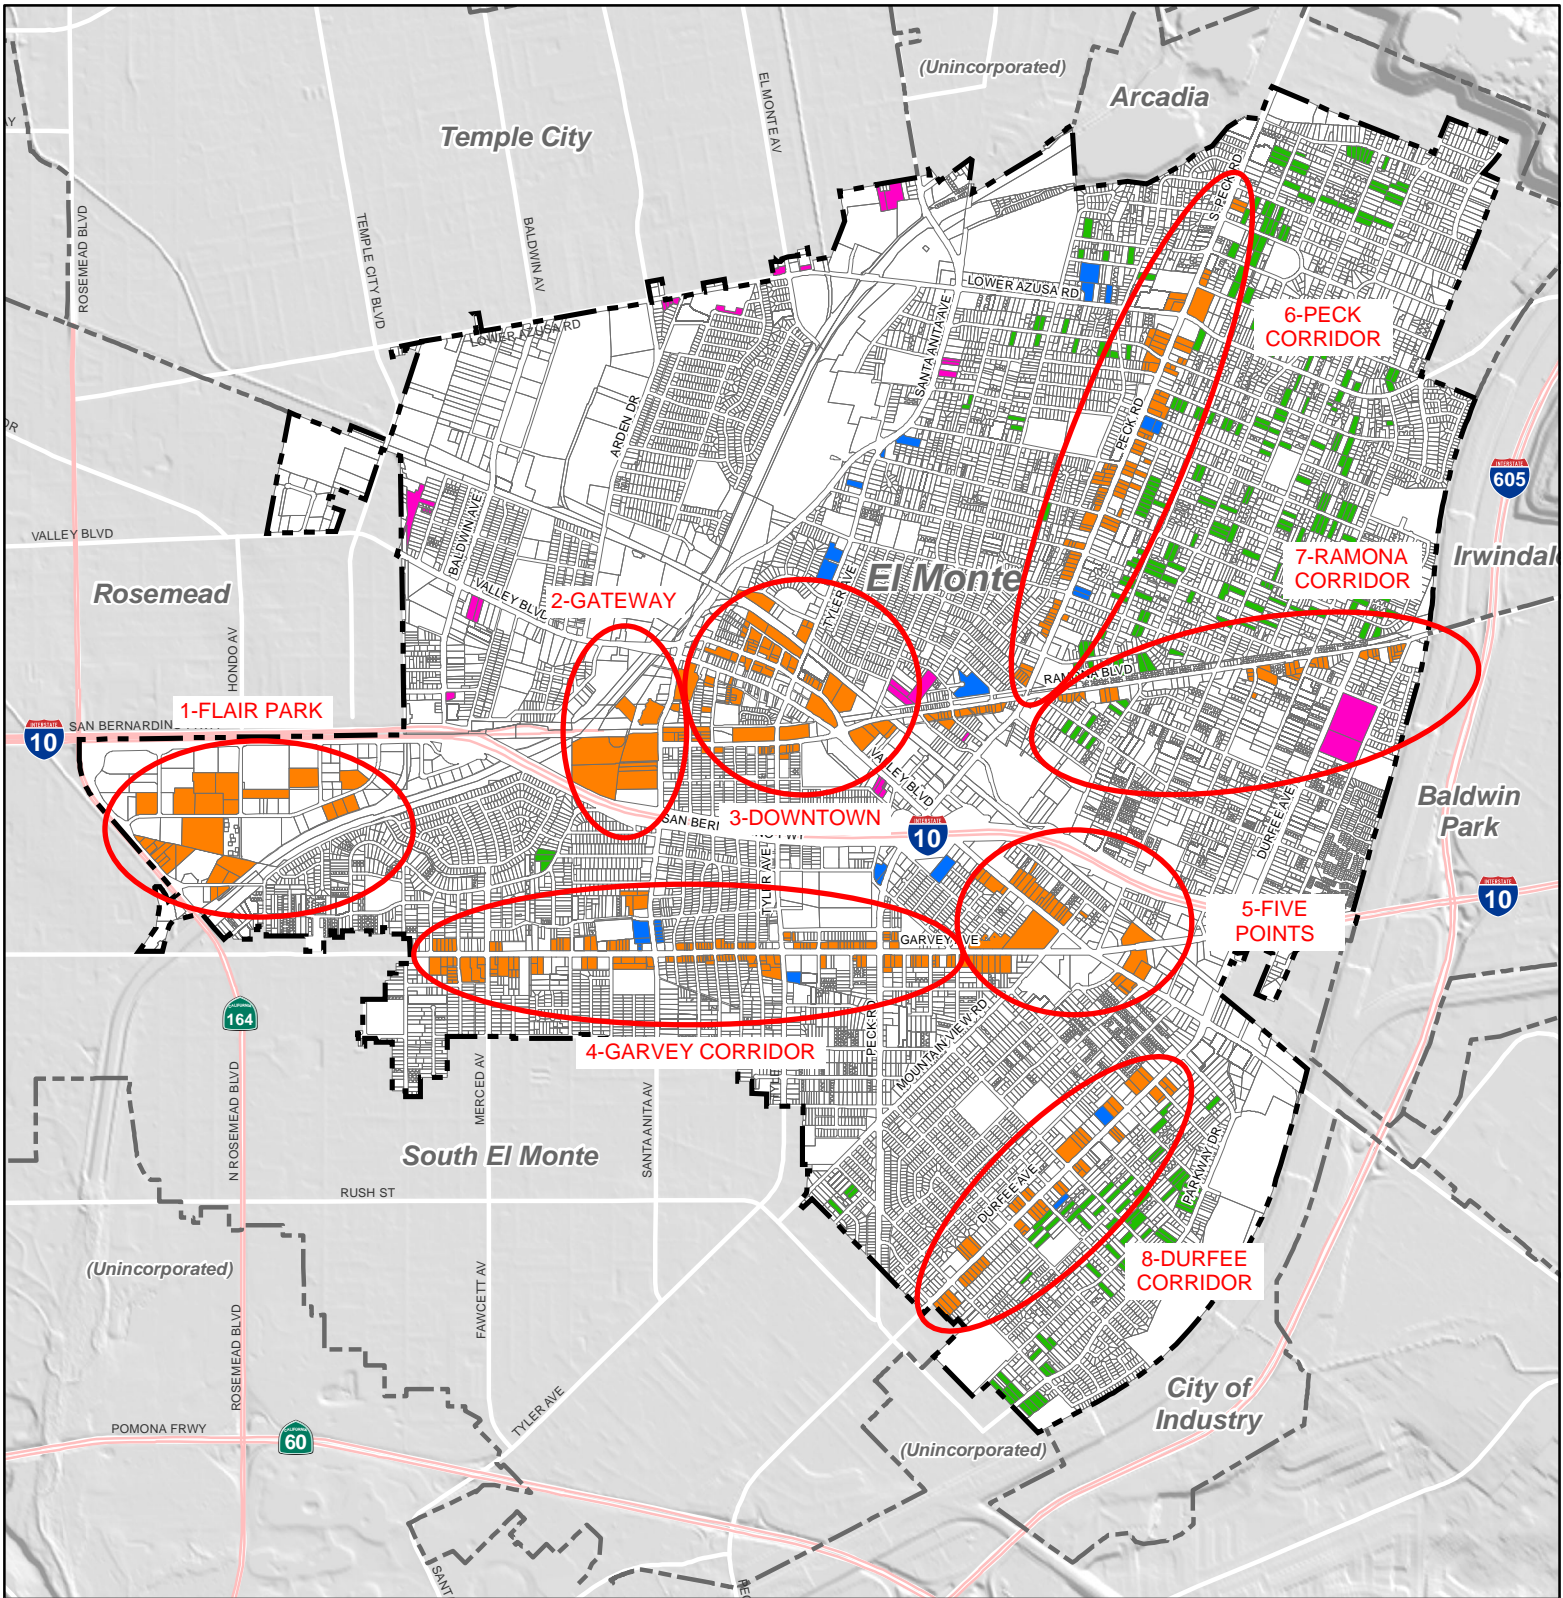 (Unincorporated)
Arcadia
Temple City
EL MONTE AV
ROSEMEAD BLVD
TEMPLE CITY BLVD
BALDWIN AV
S. PECK RD
LOWER AZUSA RD
LOWER AZUSA RD
SANTA ANITA AVE
6-PECK
CORRIDOR
ARDEN DR
PECK RD
INTERSTATE
605
VALLEY BLVD
BALDWIN AVE
Rosemead
El Monte
7-RAMONA
CORRIDOR
VALLEY BLVD
2-GATEWAY
TYLER AVE
HONDO AV
RAMONA BLVD
1-FLAIR PARK
INTERSTATE
10
3-DOWNTOWN
VALLEY BLVD
INTERSTATE
10
Baldwin
Park
DURFEE AVE
TYLER AVE
INTERSTATE
10
5-FIVE
POINTS
GARVEY AVE
CALIFORNIA
164
4-GARVEY CORRIDOR
PECK RD
MOUNTAIN VIEW RD
N ROSEMEAD BLVD
MERCED AV
SANTA ANITA AV
South El Monte
RUSH ST
DURFEE AVE
PARKWAY DR
(Unincorporated)
8-DURFEE
CORRIDOR
FAWCETT AV
ROSEMEAD BLVD
TYLER AVE
City of
Industry
POMONA FRWY
CALIFORNIA
60
(Unincorporated)